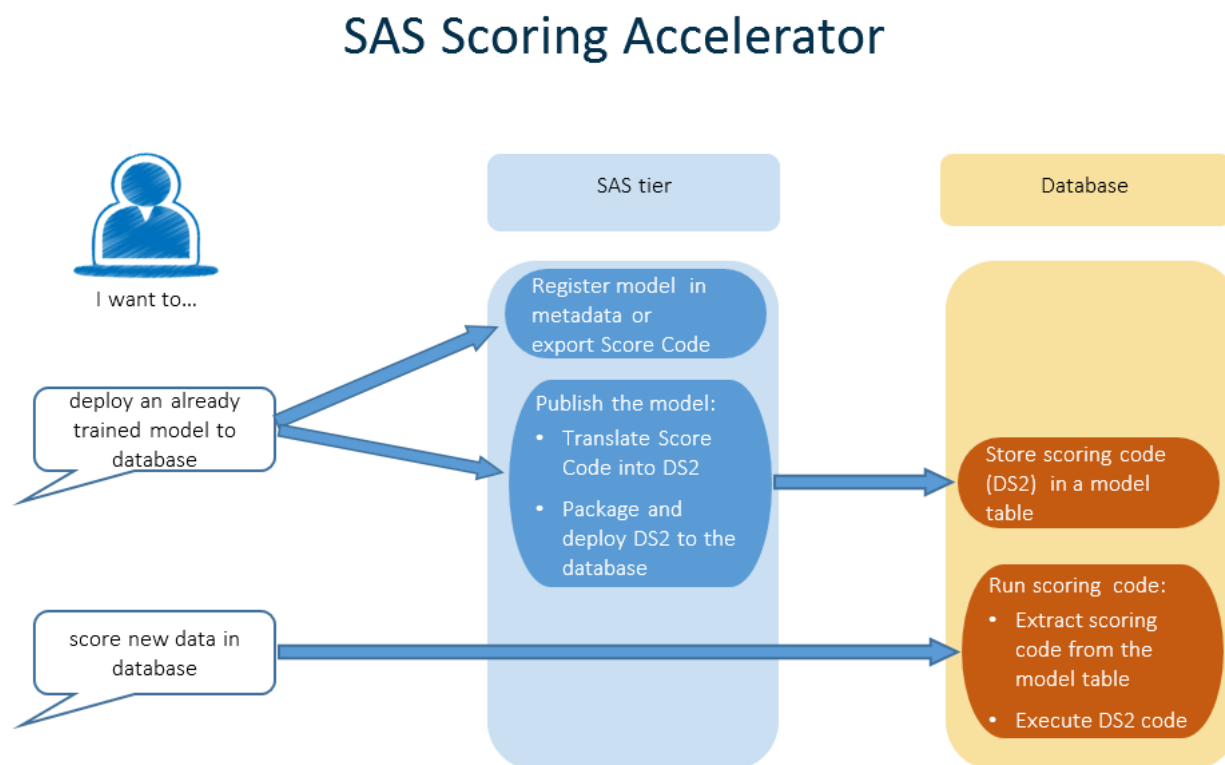 SAS Scoring Accelerator
SAS tier
Database
I want to...
Register model in
metadata or
export Score Code
deploy an already
trained model to
database
Publish the model:
• Translate Score
Code into DS2
• Package and
deploy DS2 to the
database
Store scoring code
(DS2) in a model
table
score new data in
database
Run scoring code:
• Extract scoring
code from the
model table
• Execute DS2 code